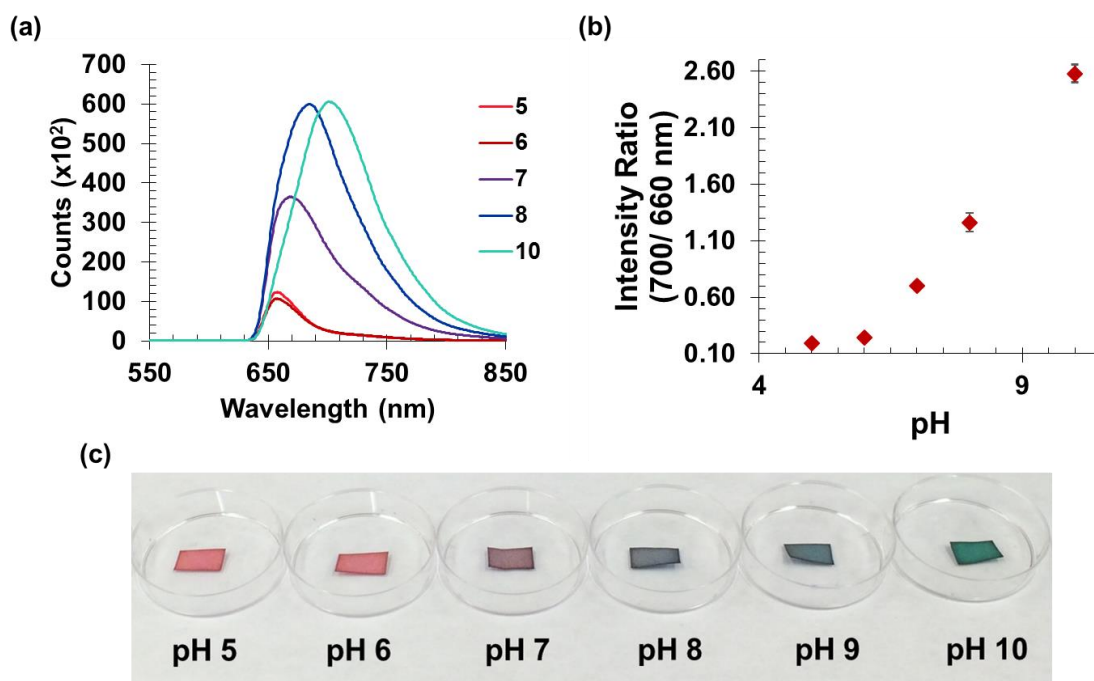 (a)
700
600
500
400
300
200
100
0
550 650 750 850
Counts (x10²)
Wavelength (nm)
5
6
7
8
10
(b)
2.60
2.10
1.60
1.10
0.60
0.10
4 9
Intensity Ratio
(700/ 660 nm)
pH
(c)
pH 5 pH 6 pH 7 pH 8 pH 9 pH 10